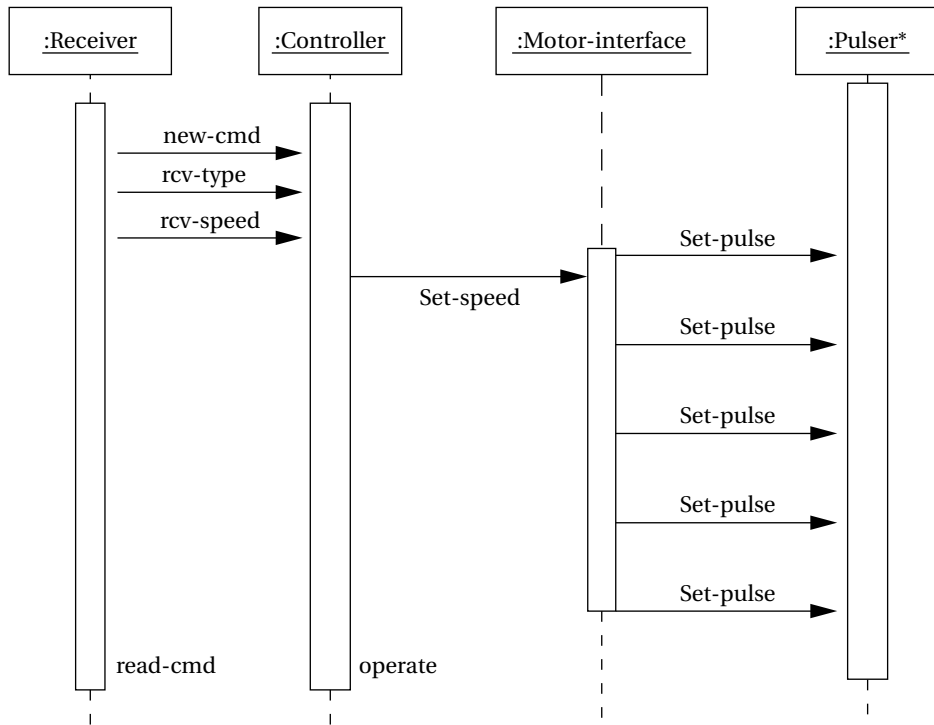 :Receiver
:Controller
:Motor-interface
:Pulser*
new-cmd
rcv-type
rcv-speed
Set-pulse
Set-speed
Set-pulse
Set-pulse
Set-pulse
Set-pulse
read-cmd
operate